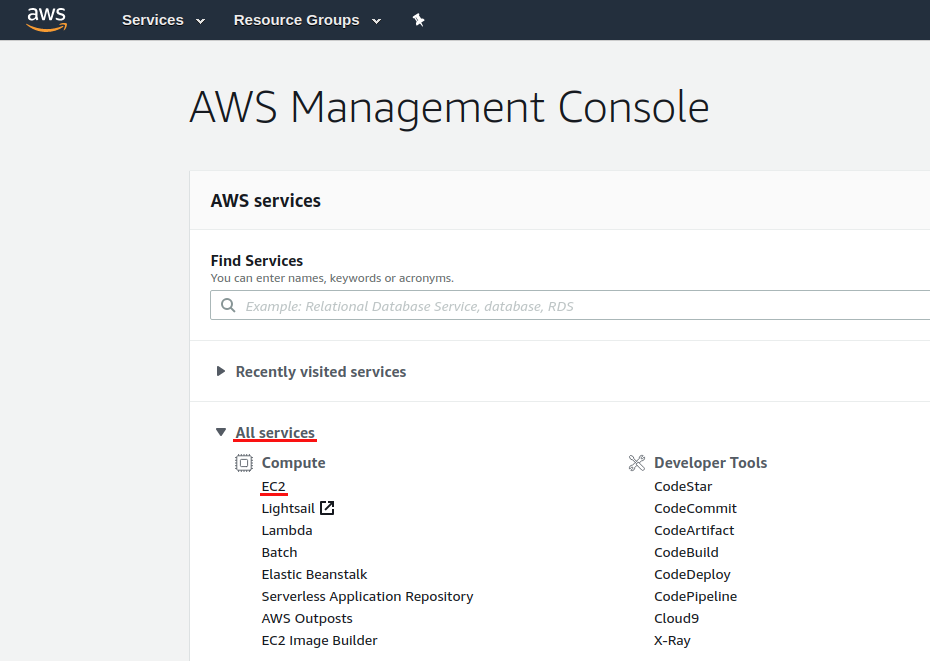 aws Services Resource Groups
AWS Management Console
AWS services
Find Services
You can enter names, keywords or acronyms.
Example: Relational Database Service, database, RDS
Recently visited services
All services
Compute
EC2
Lightsail
Lambda
Batch
Elastic Beanstalk
Serverless Application Repository
AWS Outposts
EC2 Image Builder
Developer Tools
CodeStar
CodeCommit
CodeArtifact
CodeBuild
CodeDeploy
CodePipeline
Cloud9
X-Ray